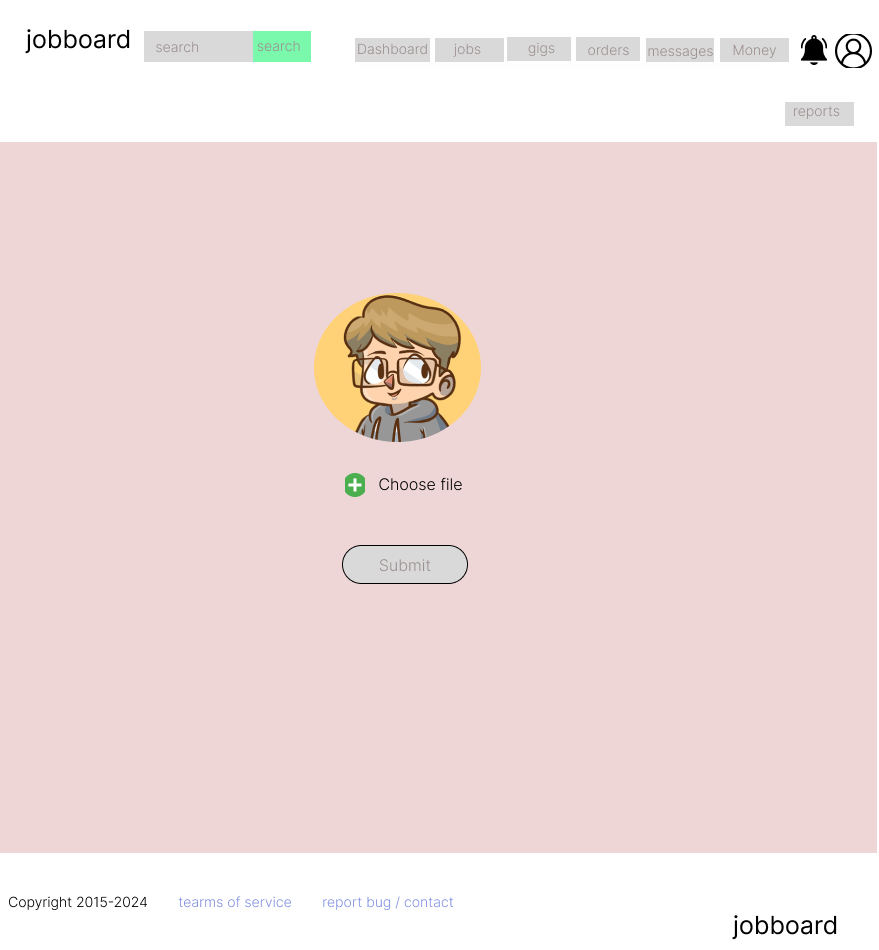 jobboard
search
search
Dashboard
jobs
gigs
orders
messages
Money
reports
Choose file
Submit
Copyright 2015-2024
tearms of service
report bug / contact
jobboard